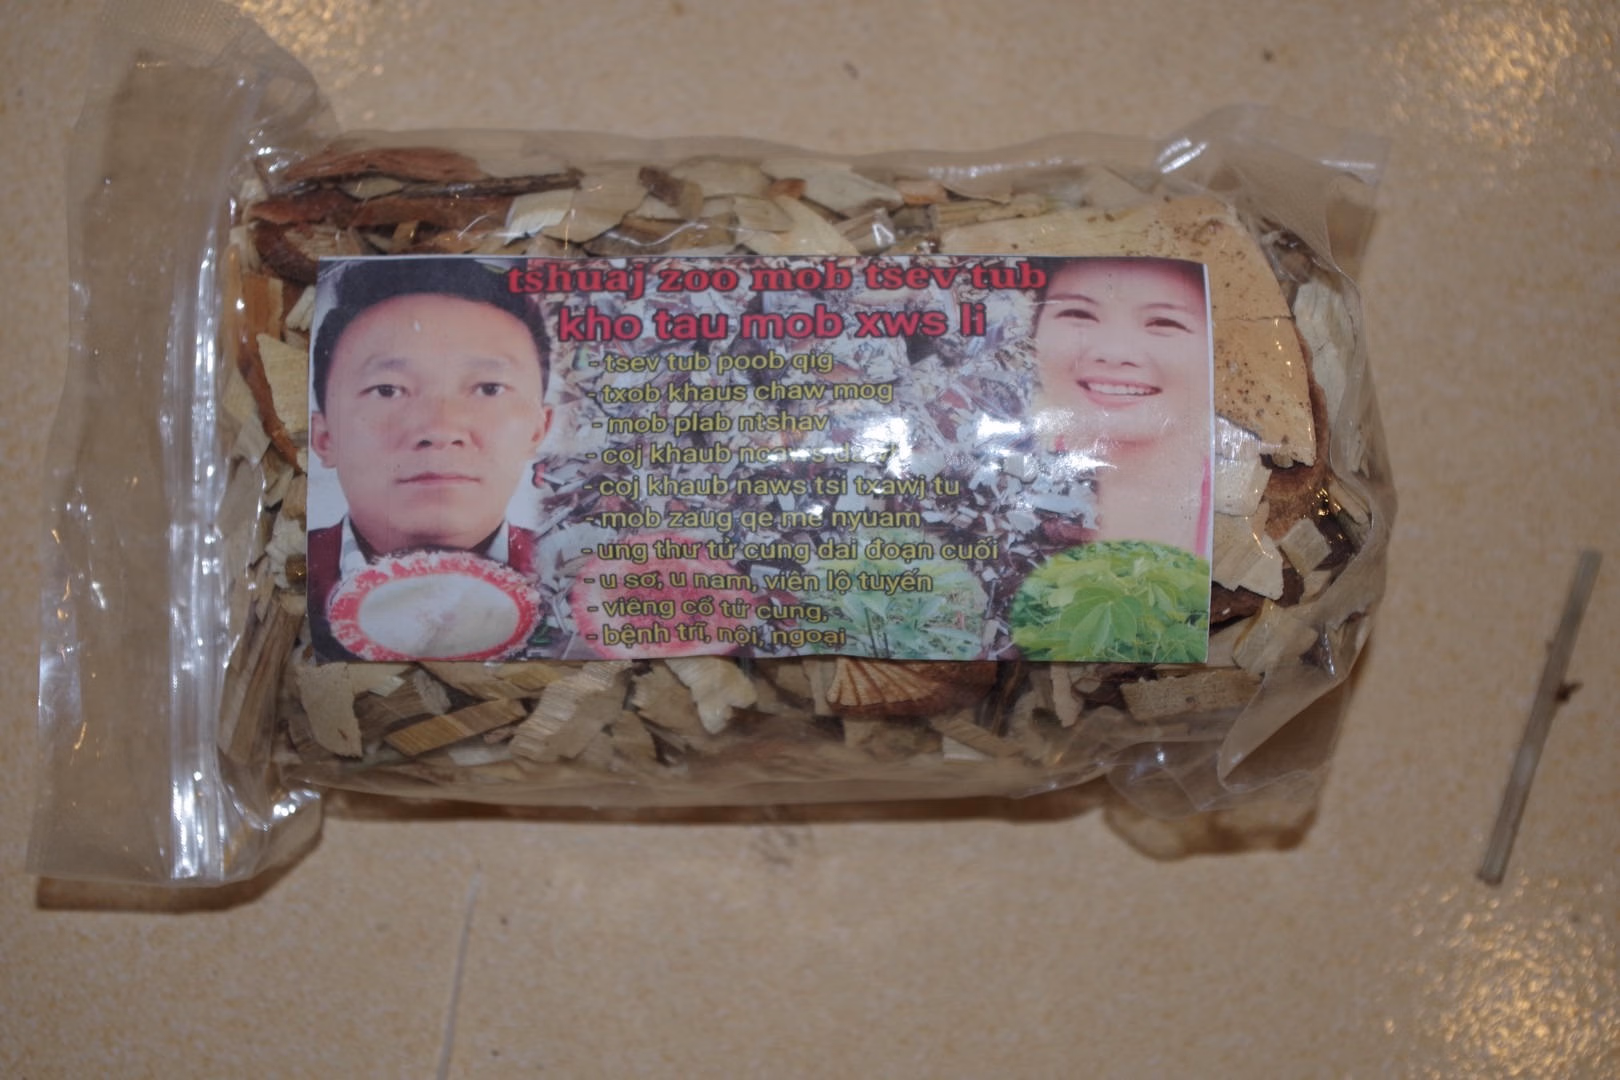 tshuaj zoo mob tsev tub
kho tau mob xws li
- tsev tub poob qig
- txob khaus chaw mog
- mob plab ntshav
- coj khaub
- coj khaub naws tsi txawj tu
- mob zaug qe me nyuam
- ung thư tử cung dai đoạn cuối
- u sơ, u nam, viên lộ tuyến
- viêng cổ tử cung,
- bệnh trĩ, nội, ngoại